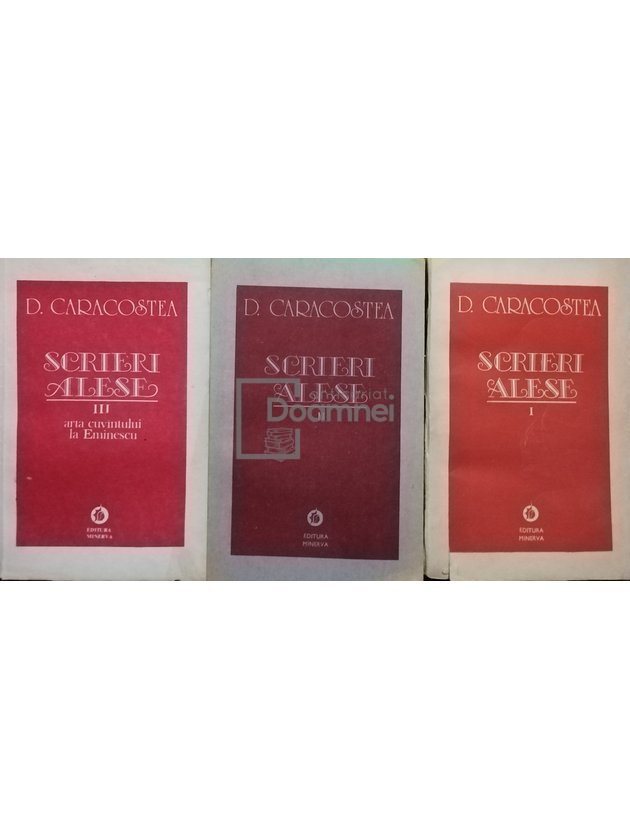 D. CARACOSTEA
SCRIERI
ALESE
III
arta cuvîntului
la Eminescu
EDITURA
MINERVA
D. CARACOSTEA
SCRIERI
ALESE
EDITURA
MINERVA
D. CARACOSTEA
SCRIERI
ALESE
I
EDITURA
MINERVA
Doamnei